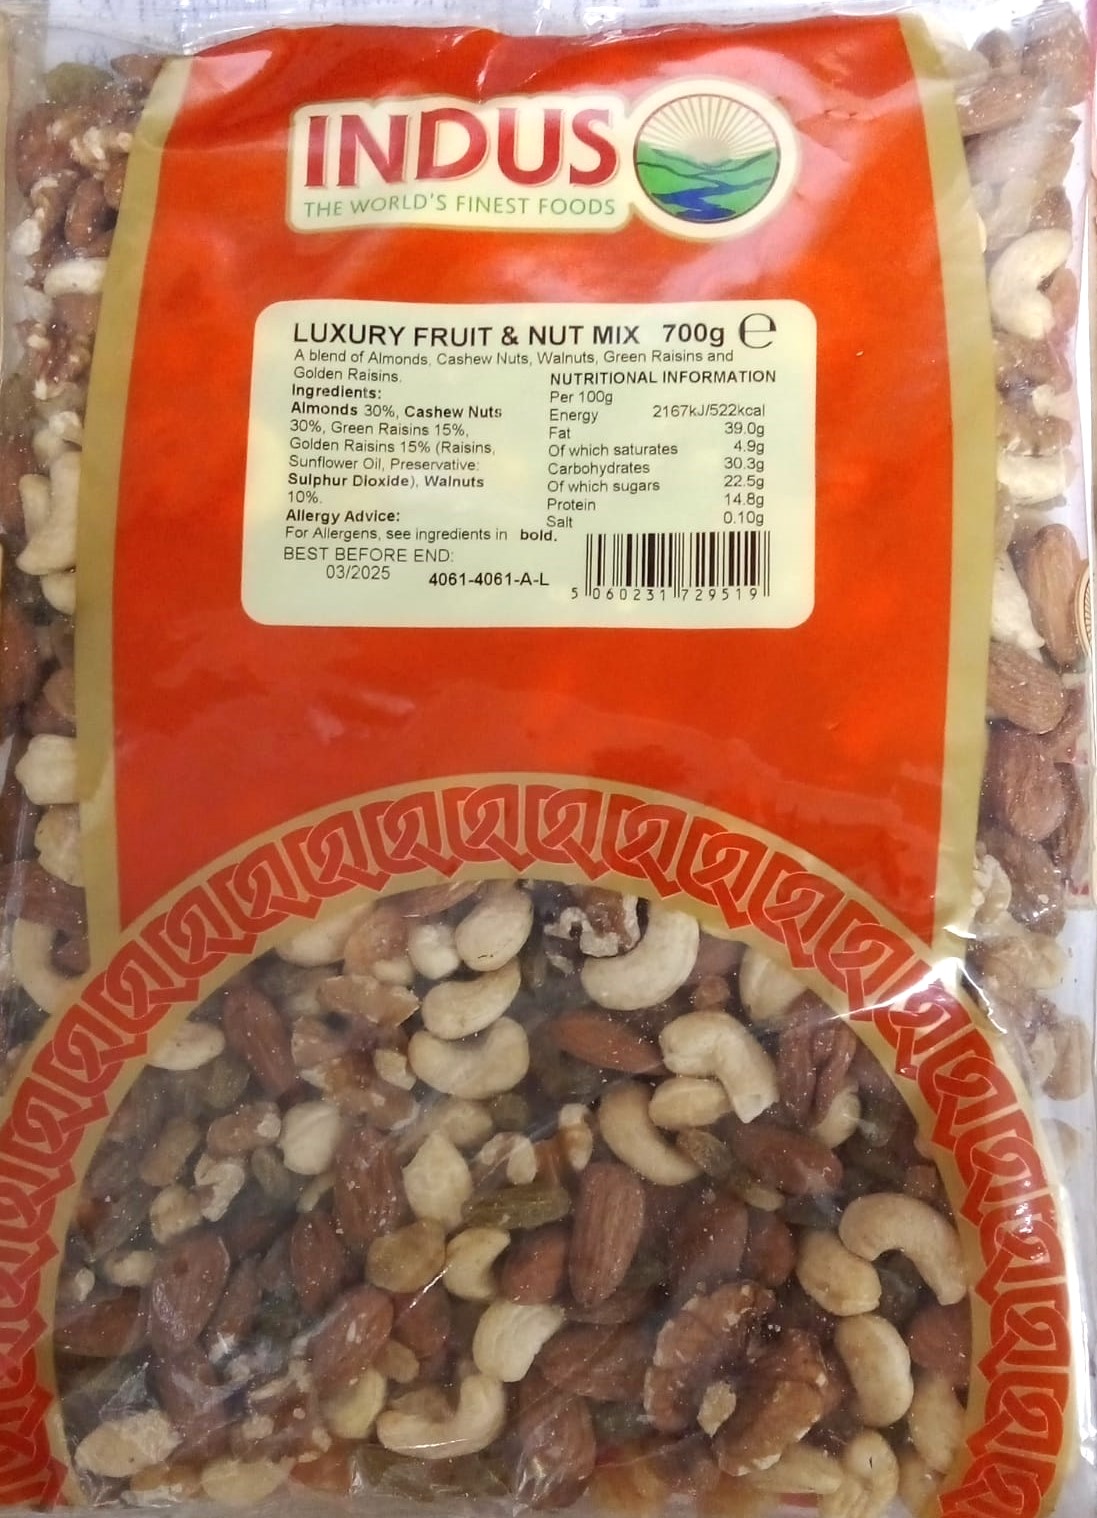 INDUS
THE WORLD'S FINEST FOODS
LUXURY FRUIT & NUT MIX 700g ℮
A blend of Almonds, Cashew Nuts, Walnuts, Green Raisins and
Golden Raisins.
Ingredients:
Almonds 30%, Cashew Nuts
30%, Green Raisins 15%,
Golden Raisins 15% (Raisins,
Sunflower Oil, Preservative:
Sulphur Dioxide), Walnuts
10%.
Allergy Advice:
For Allergens, see ingredients in bold.
BEST BEFORE END:
03/2025
4061-4061-A-L
NUTRITIONAL INFORMATION
Per 100g
Energy 2167kJ/522kcal
Fat 39.0g
Of which saturates 4.9g
Carbohydrates 30.3g
Of which sugars 22.5g
Protein 14.8g
Salt 0.10g
5 060231 729519